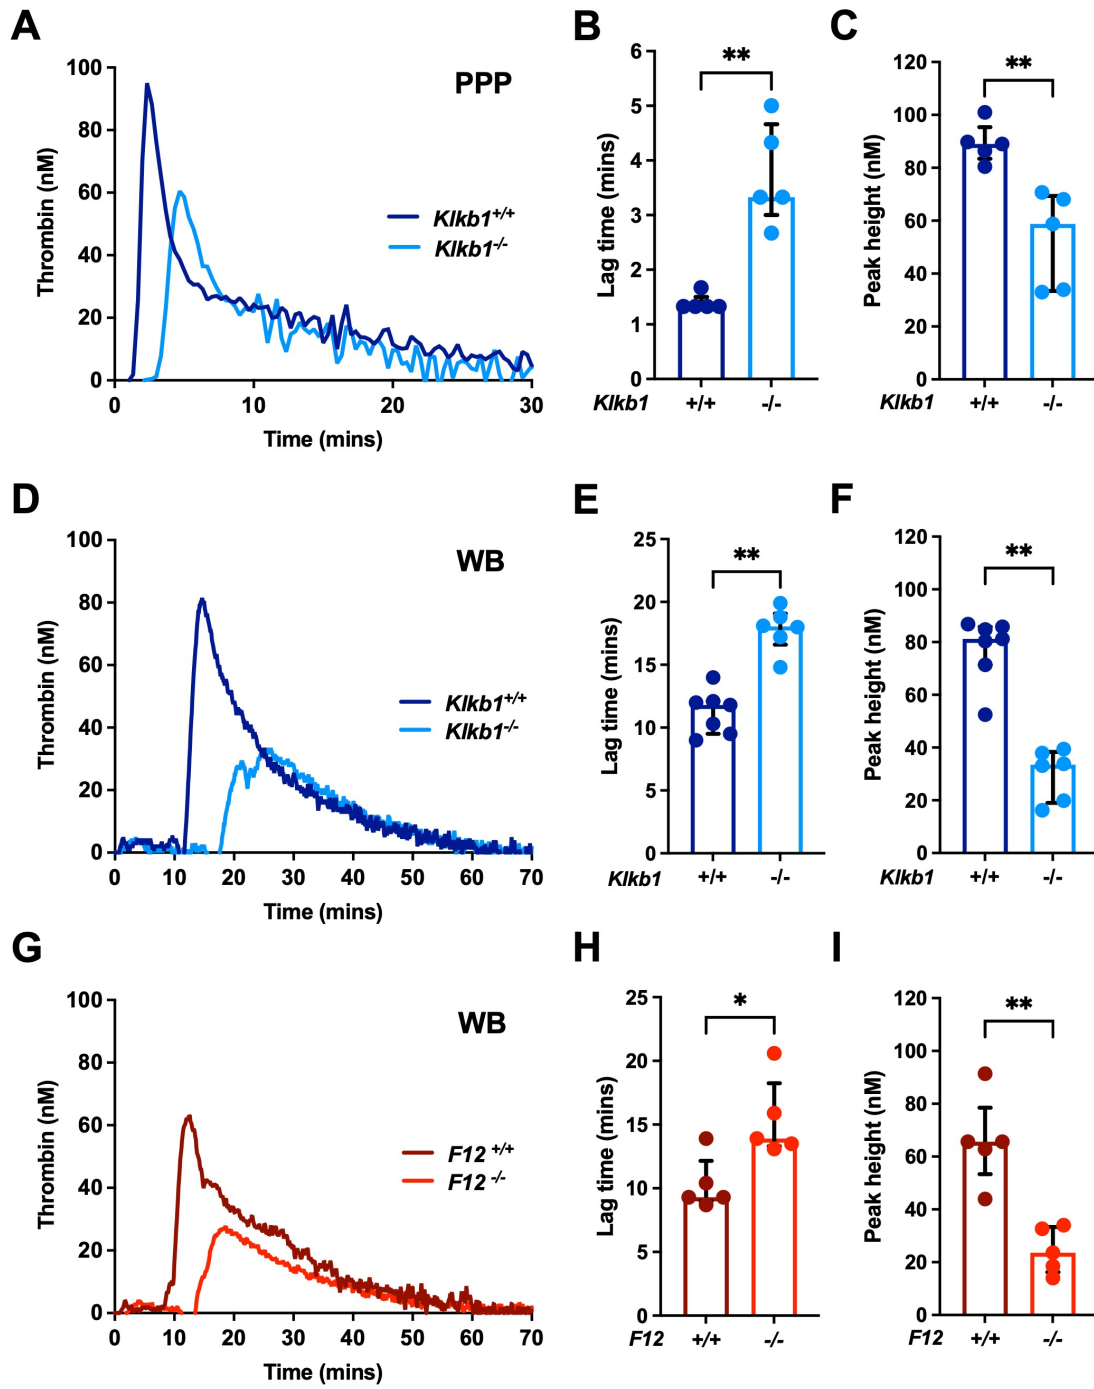 A
PPP
Thrombin (nM)
100
80
60
40
20
0
Klkb1+/+
Klkb1-/-
0 10 20 30
Time (mins)
B
**
Lag time (mins)
6
5
4
3
2
1
0
Klkb1 +/+ -/-
C
**
Peak height (nM)
120
100
80
60
40
20
0
Klkb1 +/+ -/-
D
WB
Thrombin (nM)
100
80
60
40
20
0
Klkb1+/+
Klkb1-/-
0 10 20 30 40 50 60 70
Time (mins)
E
**
Lag time (mins)
25
20
15
10
5
0
Klkb1 +/+ -/-
F
**
Peak height (nM)
120
100
80
60
40
20
0
Klkb1 +/+ -/-
G
WB
Thrombin (nM)
100
80
60
40
20
0
F12 +/+
F12 -/-
0 10 20 30 40 50 60 70
Time (mins)
H
*
Lag time (mins)
25
20
15
10
5
0
F12 +/+ -/-
I
**
Peak height (nM)
120
100
80
60
40
20
0
F12 +/+ -/-